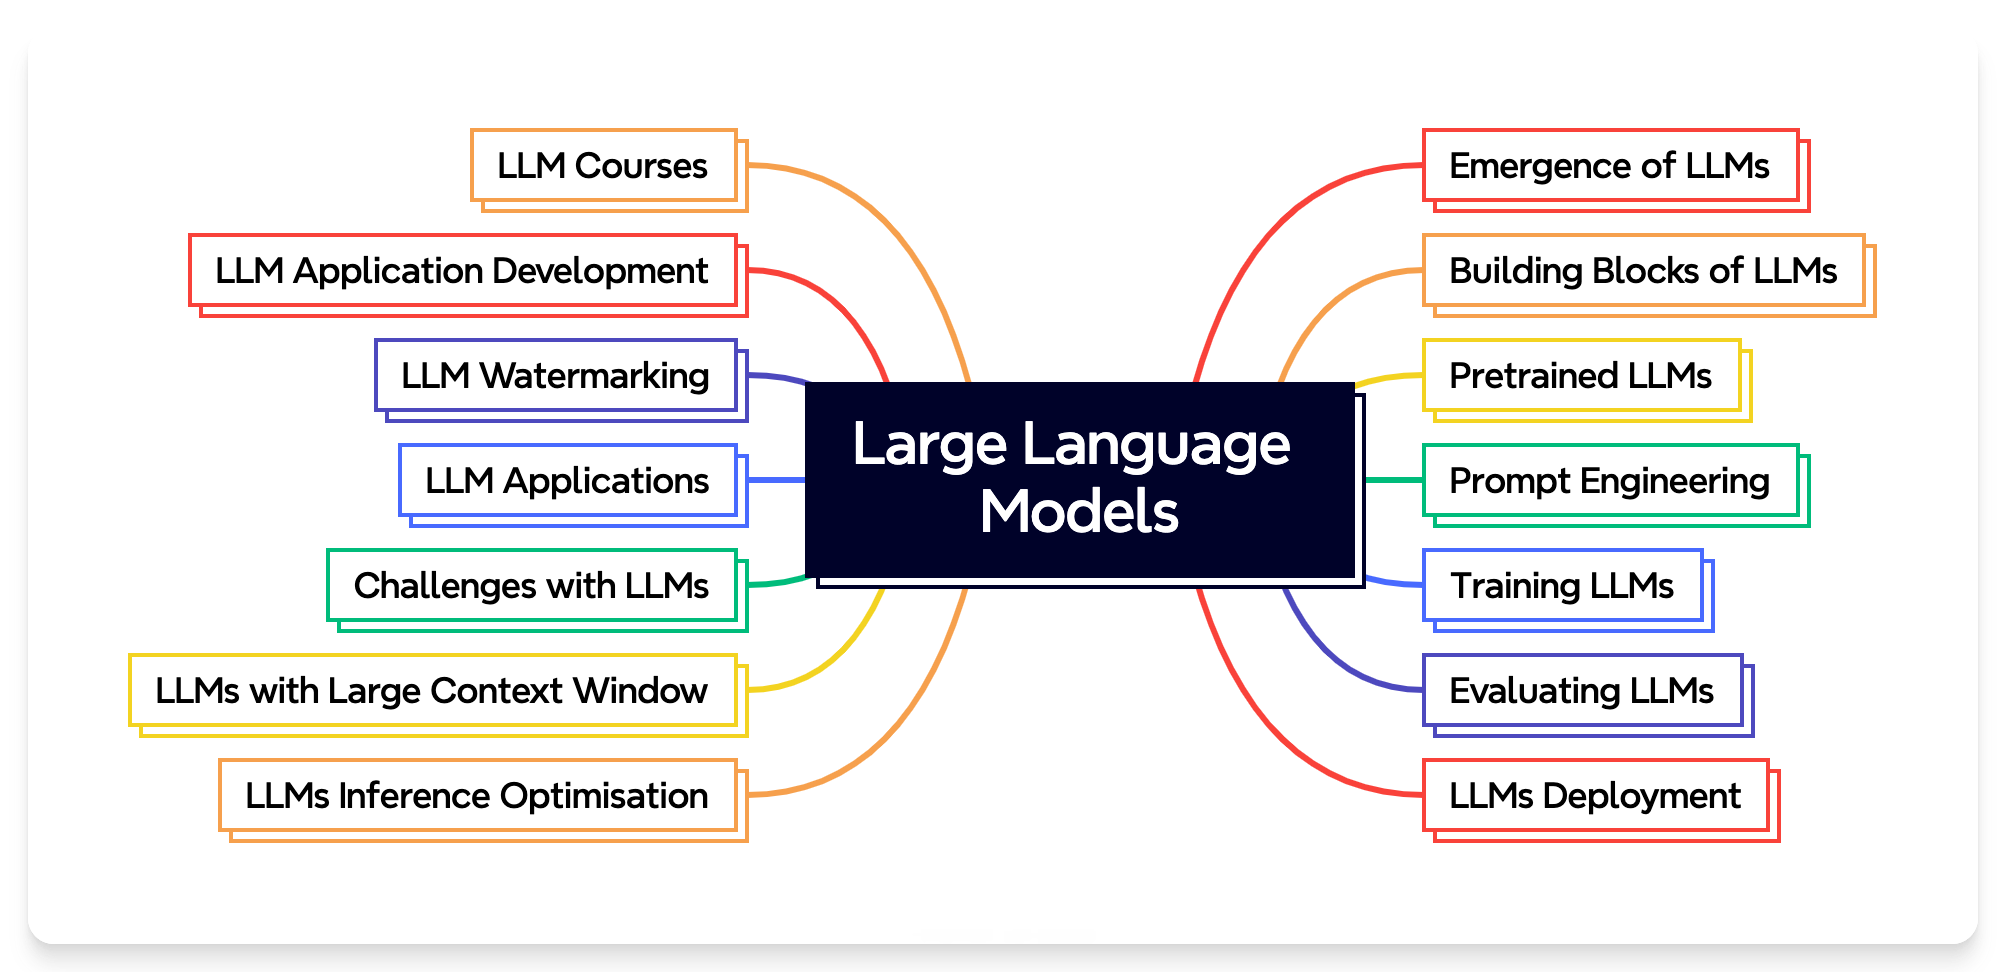 LLM Courses
LLM Application Development
LLM Watermarking
LLM Applications
Challenges with LLMs
LLMs with Large Context Window
LLMs Inference Optimisation
Large Language
Models
Emergence of LLMs
Building Blocks of LLMs
Pretrained LLMs
Prompt Engineering
Training LLMs
Evaluating LLMs
LLMs Deployment